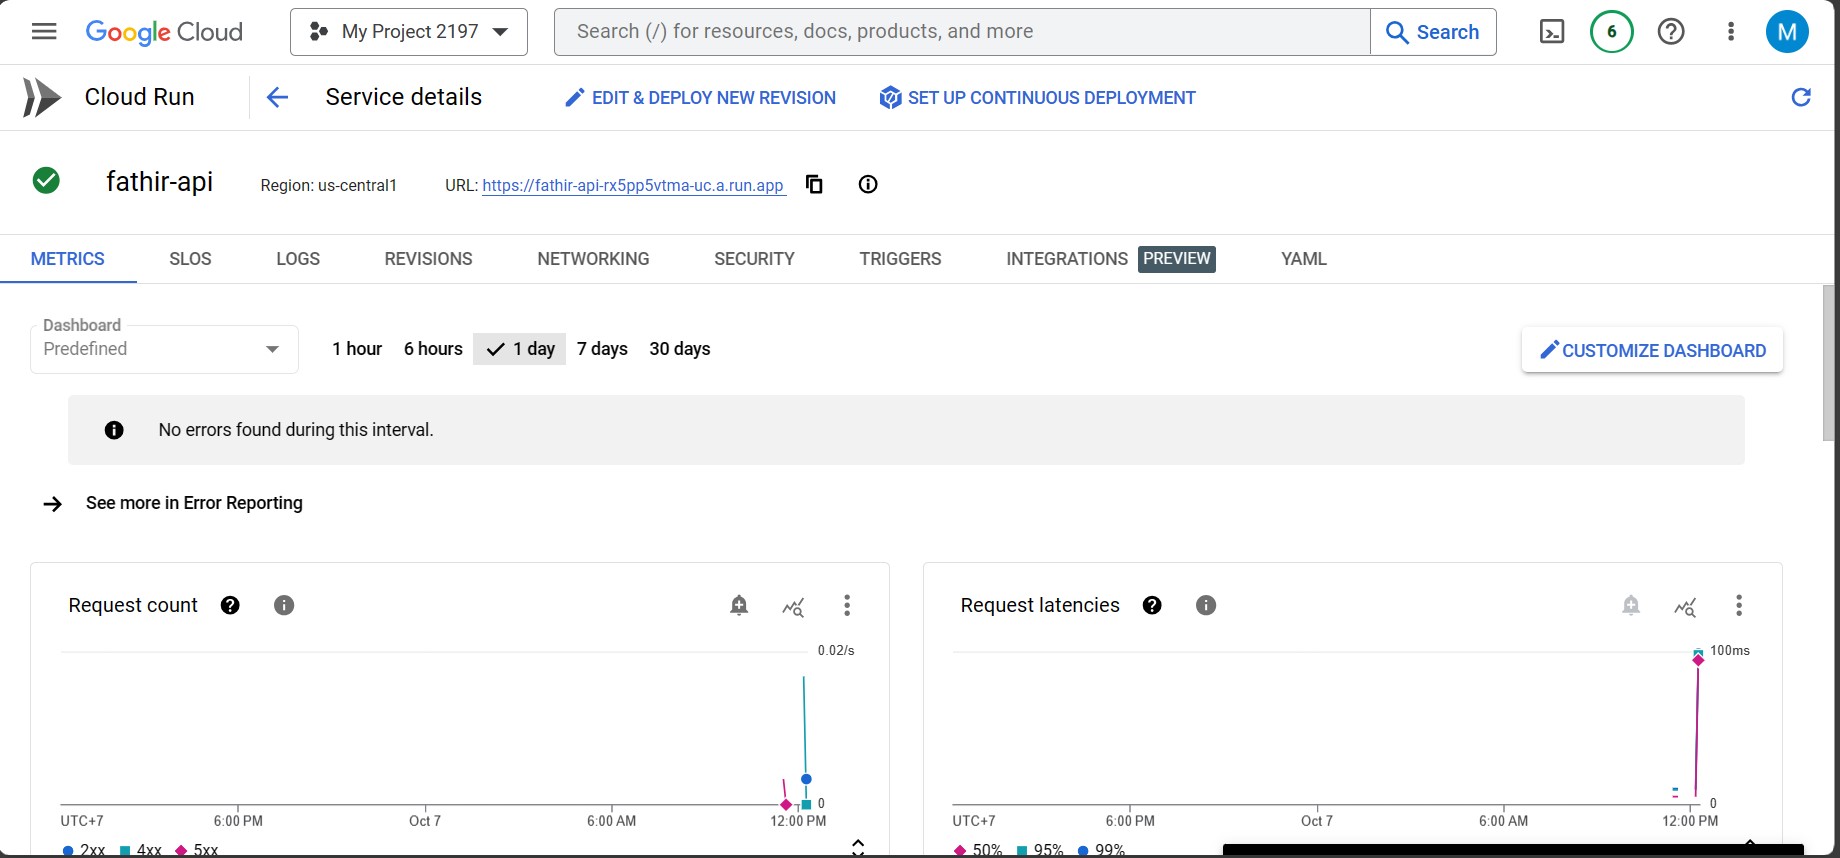 Google Cloud
My Project 2197
Search (/) for resources, docs, products, and more
Search
6
M
Cloud Run
Service details
EDIT & DEPLOY NEW REVISION
SET UP CONTINUOUS DEPLOYMENT
fathir-api
Region: us-central1
URL: https://fathir-api-rx5pp5vtma-uc.a.run.app
METRICS
SLOS
LOGS
REVISIONS
NETWORKING
SECURITY
TRIGGERS
INTEGRATIONS PREVIEW
YAML
Dashboard
Predefined
1 hour
6 hours
1 day
7 days
30 days
CUSTOMIZE DASHBOARD
No errors found during this interval.
See more in Error Reporting
Request count
0.02/s
0
UTC+7
6:00 PM
Oct 7
6:00 AM
12:00 PM
2xx
4xx
5xx
Request latencies
100ms
0
UTC+7
6:00 PM
Oct 7
6:00 AM
12:00 PM
50%
95%
99%